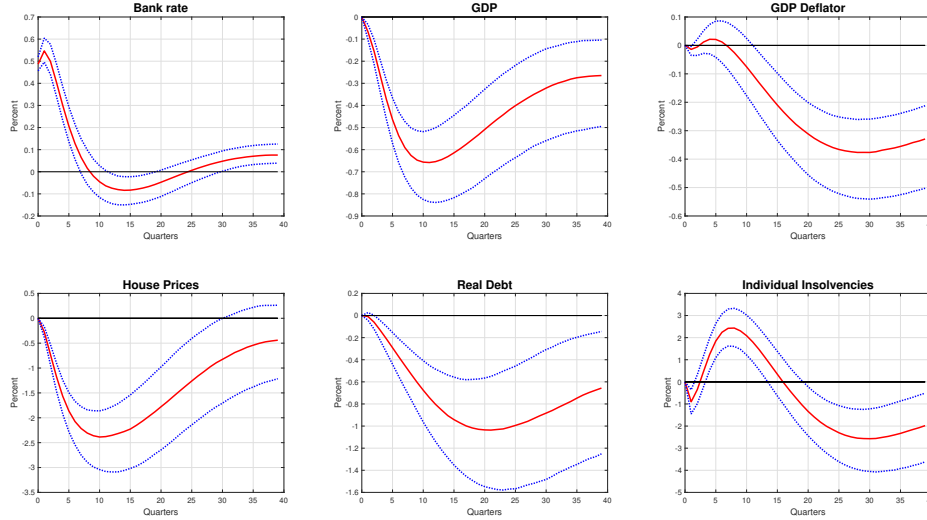 Bank rate
GDP
GDP Deflator
Percent
0.7
0.6
0.5
0.4
0.3
0.2
0.1
0
-0.1
-0.2
0 5 10 15 20 25 30 35 40
Quarters
Percent
0
-0.1
-0.2
-0.3
-0.4
-0.5
-0.6
-0.7
-0.8
-0.9
0 5 10 15 20 25 30 35 40
Quarters
Percent
0.1
0
-0.1
-0.2
-0.3
-0.4
-0.5
-0.6
0 5 10 15 20 25 30 35
Quarters
House Prices
Real Debt
Individual Insolvencies
Percent
0.5
0
-0.5
-1
-1.5
-2
-2.5
-3
-3.5
0 5 10 15 20 25 30 35 40
Quarters
Percent
0.2
0
-0.2
-0.4
-0.6
-0.8
-1
-1.2
-1.4
-1.6
0 5 10 15 20 25 30 35 40
Quarters
Percent
4
3
2
1
0
-1
-2
-3
-4
-5
0 5 10 15 20 25 30 35
Quarters